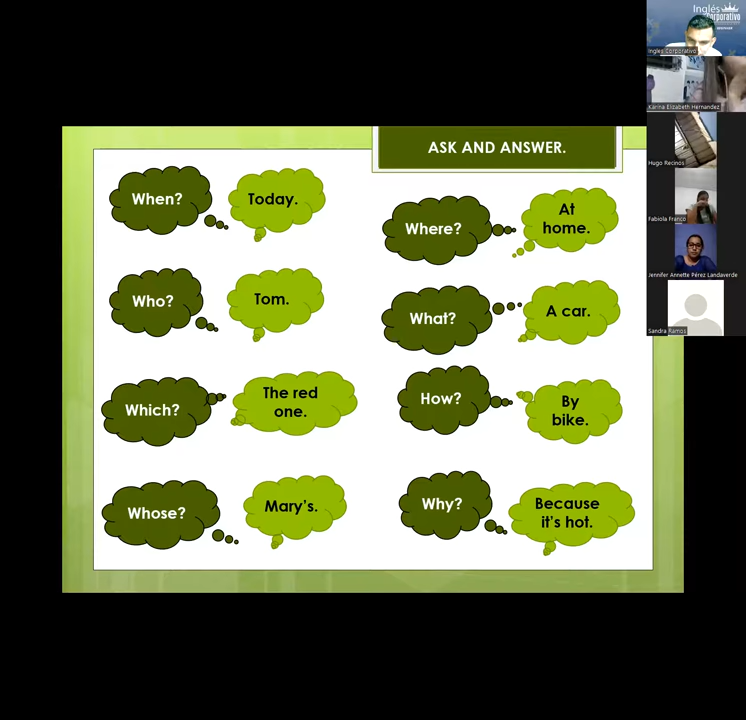 ASK AND ANSWER.
When?
Today.
Where?
At
home.
Who?
Tom.
What?
A car.
Which?
The red
one.
How?
By
bike.
Whose?
Mary's.
Why?
Because
it's hot.
Inglés
Corporativo
Inglez Corporativo
Karina Elizabeth Hernandez
Hugo Recinos
Fabiola Franco
Jennifer Annette Pérez Landaverde
Sandra Ramos